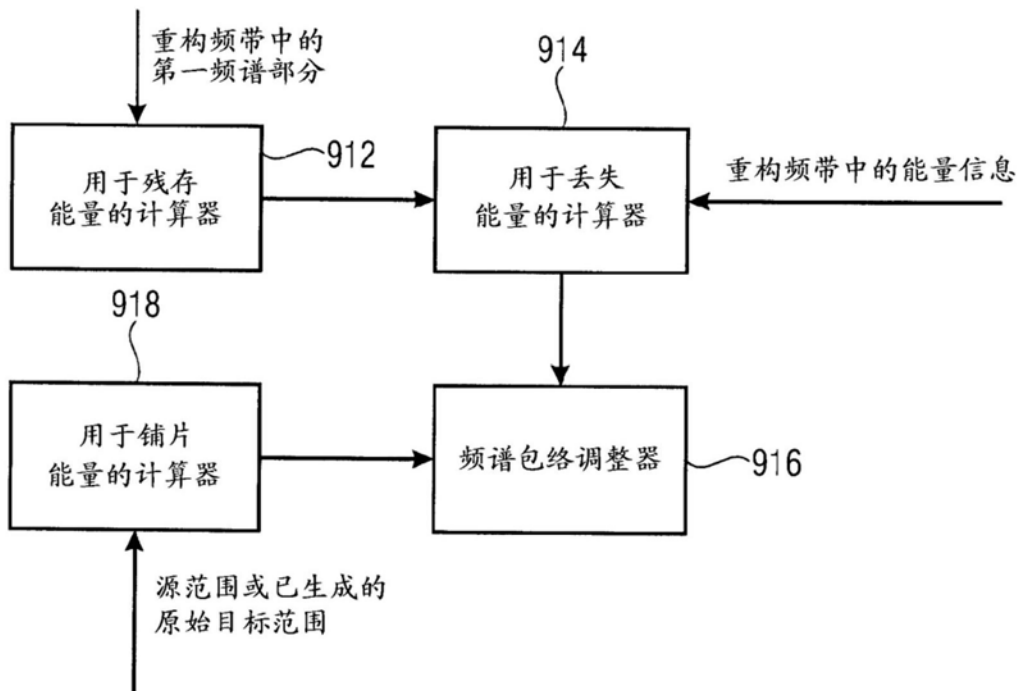 重构频带中的
第一频谱部分
914
912
用于残存
能量的计算器
用于丢失
能量的计算器
重构频带中的能量信息
918
用于铺片
能量的计算器
频谱包络调整器
916
源范围或已生成的
原始目标范围